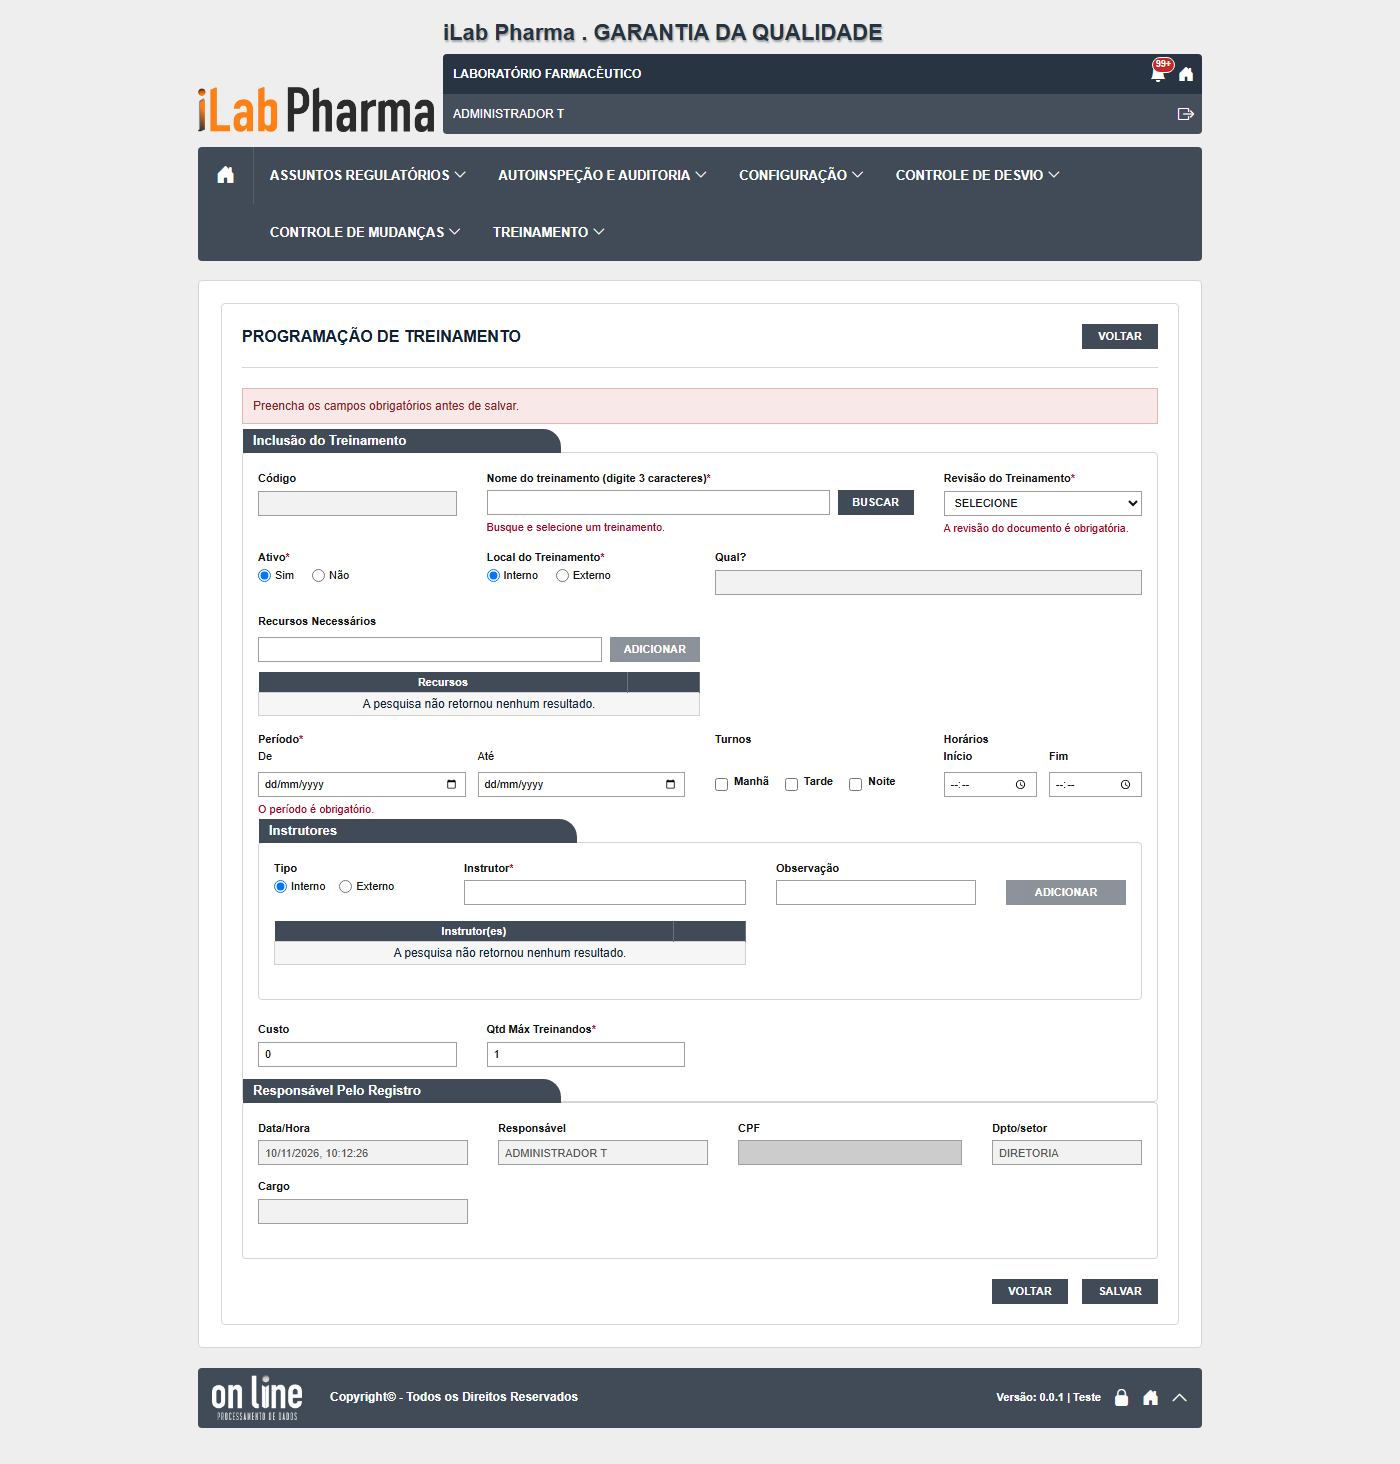 iLab Pharma . GARANTIA DA QUALIDADE
iLab Pharma
LABORATÓRIO FARMACÊUTICO
99+
ADMINISTRADOR T
ASSUNTOS REGULATÓRIOS
AUTOINSPEÇÃO E AUDITORIA
CONFIGURAÇÃO
CONTROLE DE DESVIO
CONTROLE DE MUDANÇAS
TREINAMENTO
PROGRAMAÇÃO DE TREINAMENTO
VOLTAR
Preencha os campos obrigatórios antes de salvar.
Inclusão do Treinamento
Código
Nome do treinamento (digite 3 caracteres)*
Revisão do Treinamento*
BUSCAR
SELECIONE
Busque e selecione um treinamento.
A revisão do documento é obrigatória.
Ativo*
Local do Treinamento*
Qual?
Sim
Não
Interno
Externo
Recursos Necessários
ADICIONAR
Recursos
A pesquisa não retornou nenhum resultado.
Período*
Turnos
Horários
De
Até
Início
Fim
dd/mm/yyyy
dd/mm/yyyy
Manhã
Tarde
Noite
--:--
--:--
O período é obrigatório.
Instrutores
Tipo
Instrutor*
Observação
Interno
Externo
ADICIONAR
Instrutor(es)
A pesquisa não retornou nenhum resultado.
Custo
Qtd Máx Treinandos*
0
1
Responsável Pelo Registro
Data/Hora
Responsável
CPF
Dpto/setor
10/11/2026, 10:12:26
ADMINISTRADOR T
DIRETORIA
Cargo
VOLTAR
SALVAR
on line
PROCESSAMENTO DE DADOS
Copyright© - Todos os Direitos Reservados
Versão: 0.0.1 | Teste